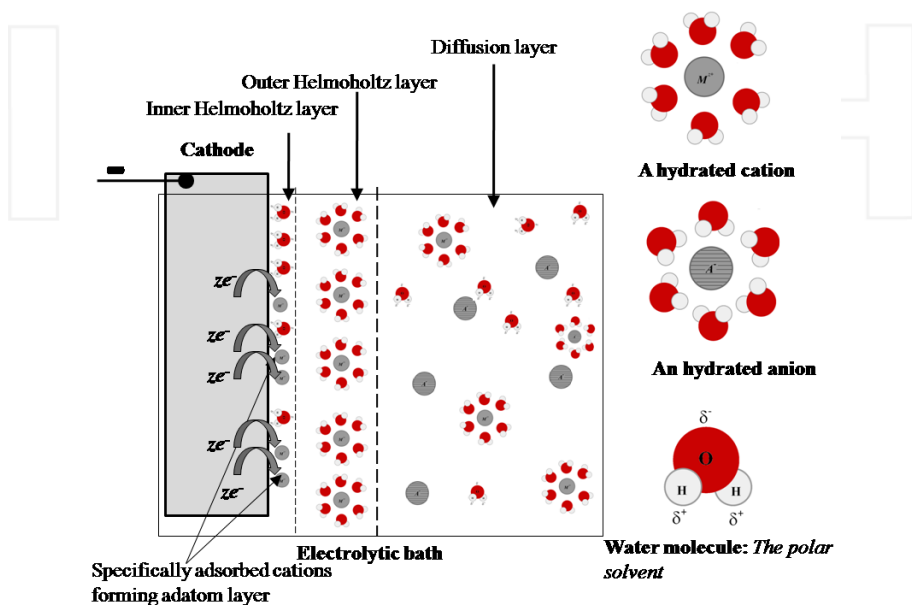 Diffusion layer
Outer Helmoholtz layer
Inner Helmoholtz layer
Cathode
ze⁻
ze⁻
ze⁻
ze⁻
ze⁻
Specifically adsorbed cations
forming adatom layer
Electrolytic bath
A hydrated cation
A⁻
An hydrated anion
δ⁻
O
H
H
δ⁺
δ⁺
Water molecule: The polar
solvent